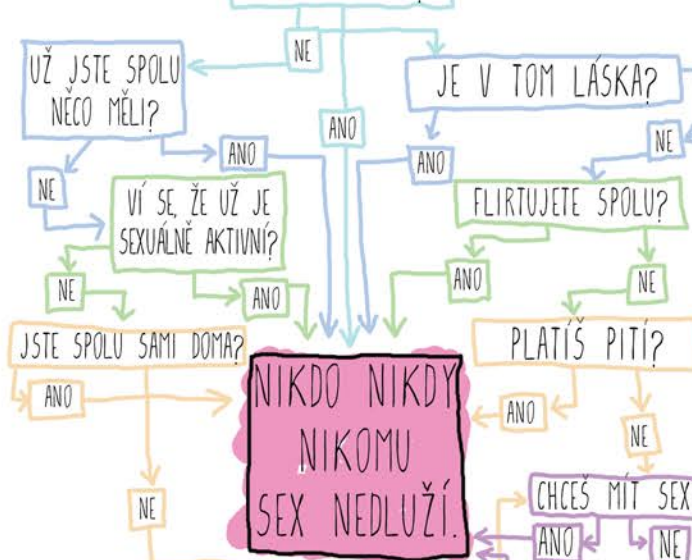 NE
UŽ JSTE SPOLU
NĚCO MĚLI?
JE V TOM LÁSKA?
ANO
ANO
ANO
NE
NE
VÍ SE, ŽE UŽ JE
SEXUÁLNĚ AKTIVNÍ?
FLIRTUJETE SPOLU?
NE
ANO
ANO
NE
JSTE SPOLU SAMI DOMA?
PLATÍŠ PITÍ?
ANO
NIKDO NIKDY
NIKOMU
SEX NEDLUŽÍ.
ANO
NE
NE
CHCEŠ MÍT SEX
ANO
NE